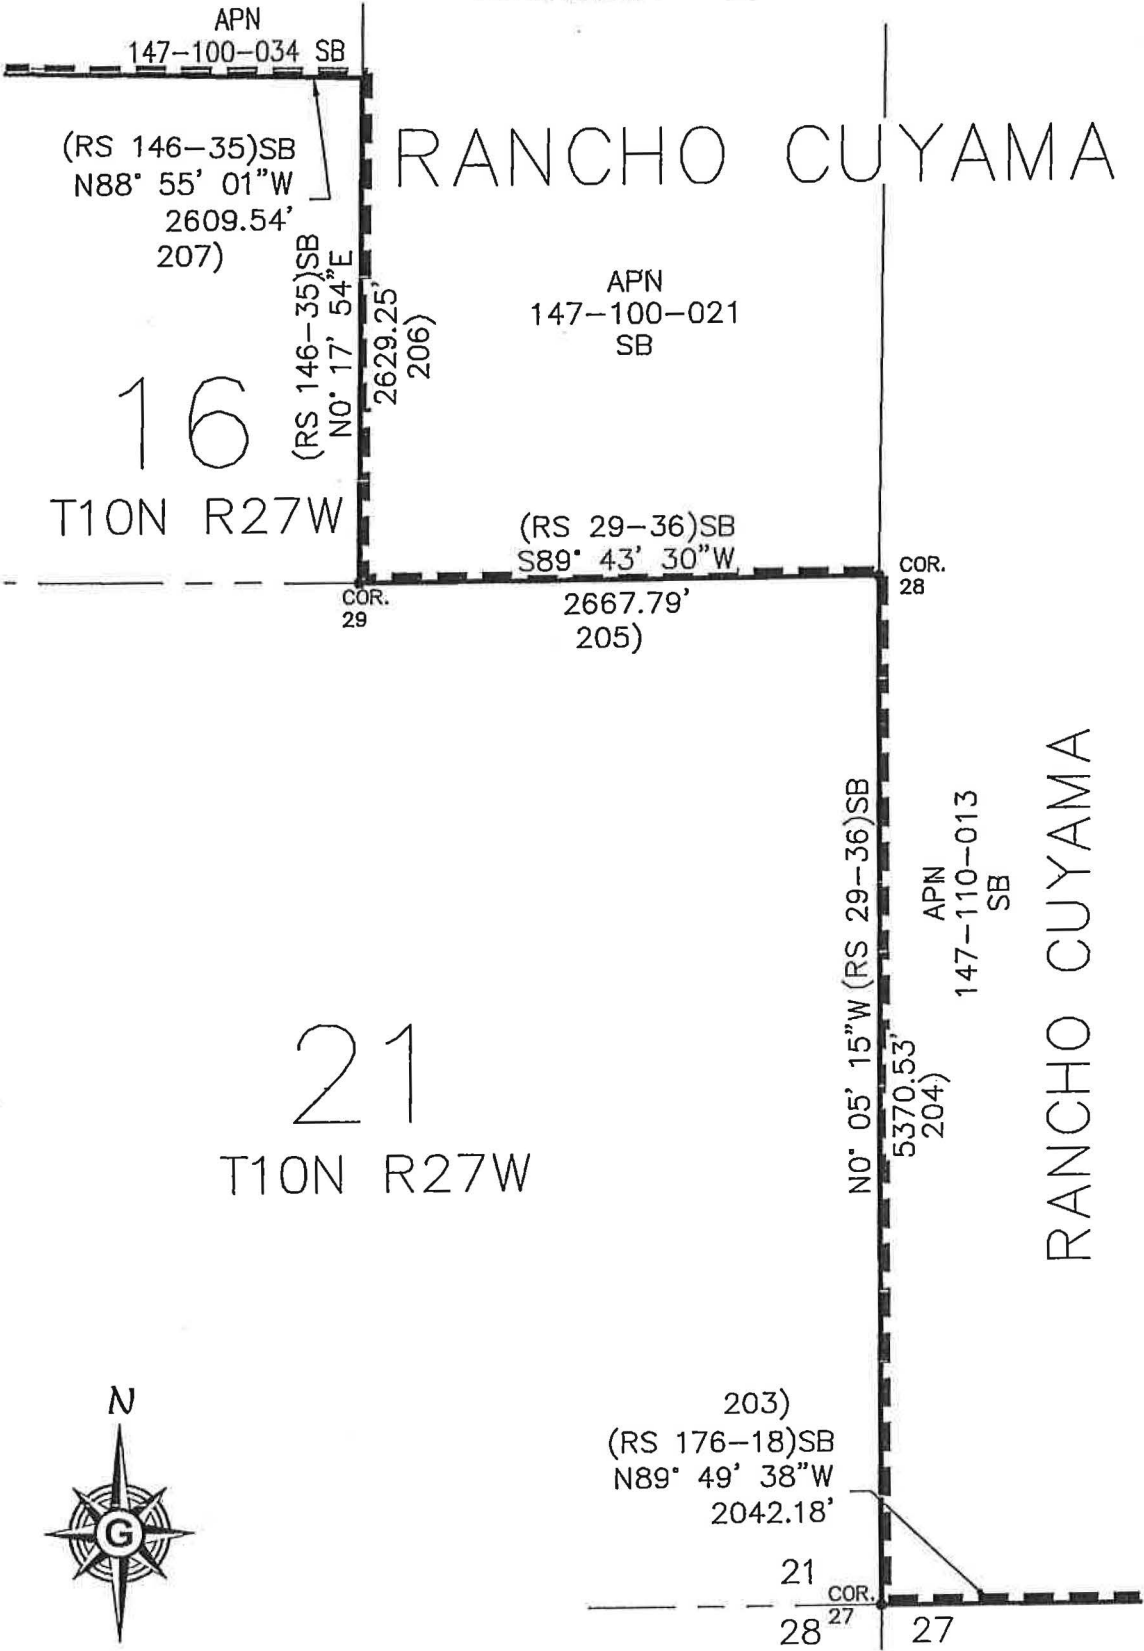 APN
147-100-034 SB
(RS 146-35)SB
N88° 55' 01"W
2609.54'
207)
RANCHO CUYAMA
(RS 146-35)SB
N0° 17' 54"E
2629.25'
206)
APN
147-100-021
SB
16
T10N R27W
(RS 29-36)SB
S89° 43' 30"W
2667.79'
205)
COR.
29
COR.
28
N0° 05' 15"W (RS 29-36)SB
5370.53'
204)
APN
147-110-013
SB
RANCHO CUYAMA
21
T10N R27W
N
G
203)
(RS 176-18)SB
N89° 49' 38"W
2042.18'
21
COR.
27
28
27